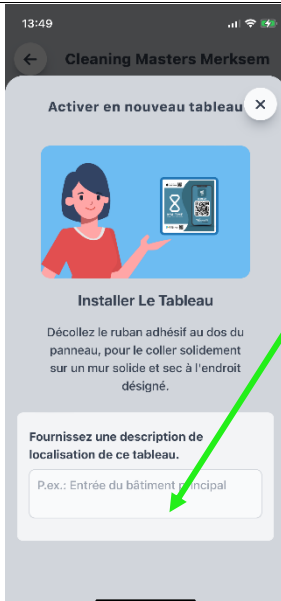 13:49
Cleaning Masters Merksem
Activer en nouveau tableau
Installer Le Tableau
Décollez le ruban adhésif au dos du
panneau, pour le coller solidement
sur un mur solide et sec à l'endroit
désigné.
Fournissez une description de
localisation de ce tableau.
P.ex.: Entrée du bâtiment principal